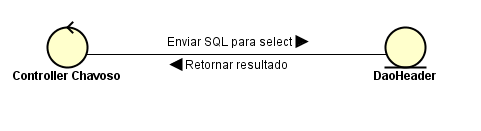 Enviar SQL para select
Retornar resultado
Controller Chavoso
DaoHeader